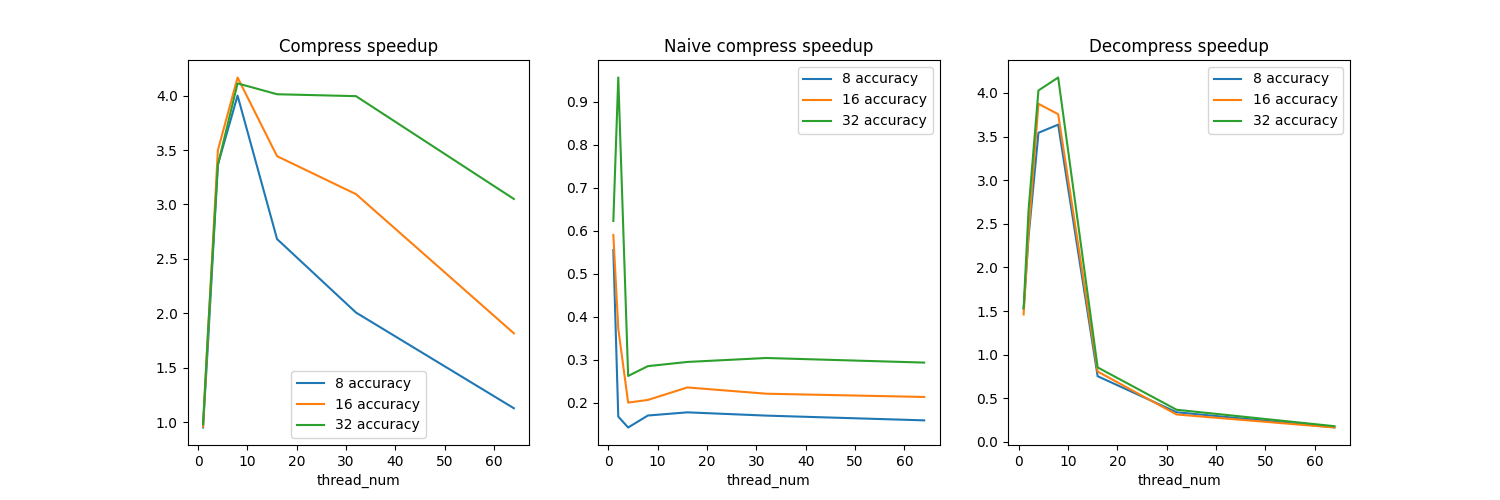 Compress speedup
4.0
3.5
3.0
2.5
2.0
1.5
1.0
0 10 20 30 40 50 60
thread_num
8 accuracy
16 accuracy
32 accuracy
Naive compress speedup
0.9
0.8
0.7
0.6
0.5
0.4
0.3
0.2
0 10 20 30 40 50 60
thread_num
8 accuracy
16 accuracy
32 accuracy
Decompress speedup
4.0
3.5
3.0
2.5
2.0
1.5
1.0
0.5
0.0
0 10 20 30 40 50 60
thread_num
8 accuracy
16 accuracy
32 accuracy